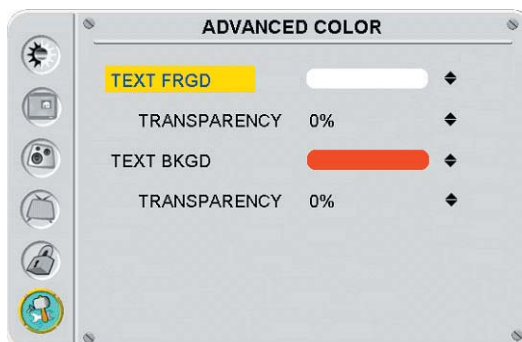 ADVANCED COLOR
TEXT FRGD
TRANSPARENCY 0%
TEXT BKGD
TRANSPARENCY 0%